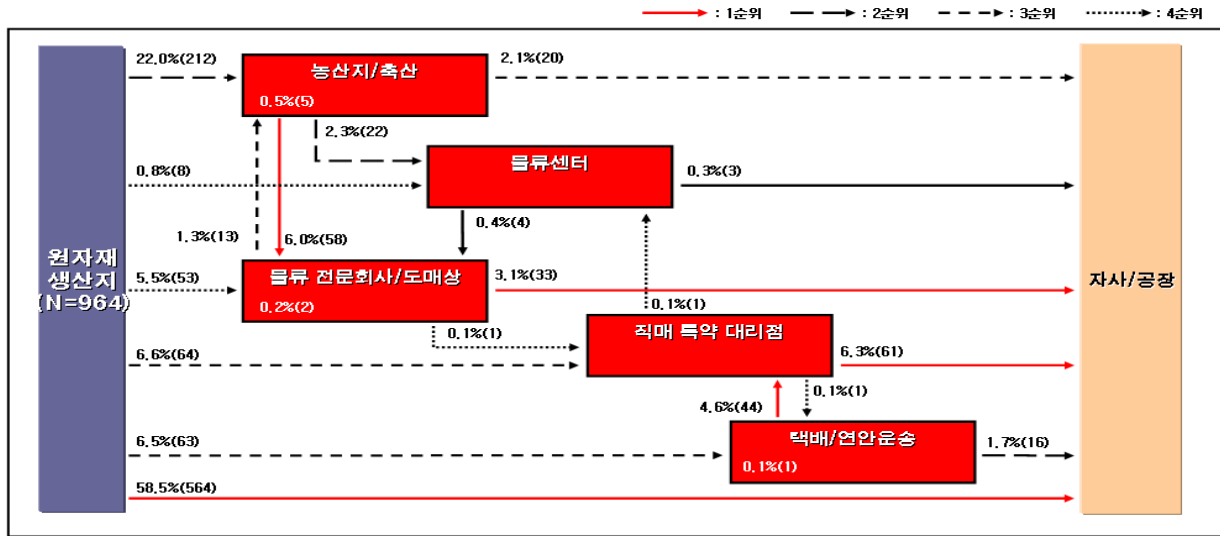 : 1순위
: 2순위
: 3순위
: 4순위
22.0%(212)
농산지/축산
2.1%(20)
0.5%(5)
2.3%(22)
물류센터
0.8%(8)
0.3%(3)
0.4%(4)
1.3%(13)
6.0%(58)
원자재
생산지
(N=964)
5.5%(53)
물류 전문회사/도매상
3.1%(33)
자사/공장
0.2%(2)
0.1%(1)
0.1%(1)
직매 특약 대리점
6.6%(64)
6.3%(61)
4.6%(44)
0.1%(1)
6.5%(63)
택배/연안운송
1.7%(16)
0.1%(1)
58.5%(564)